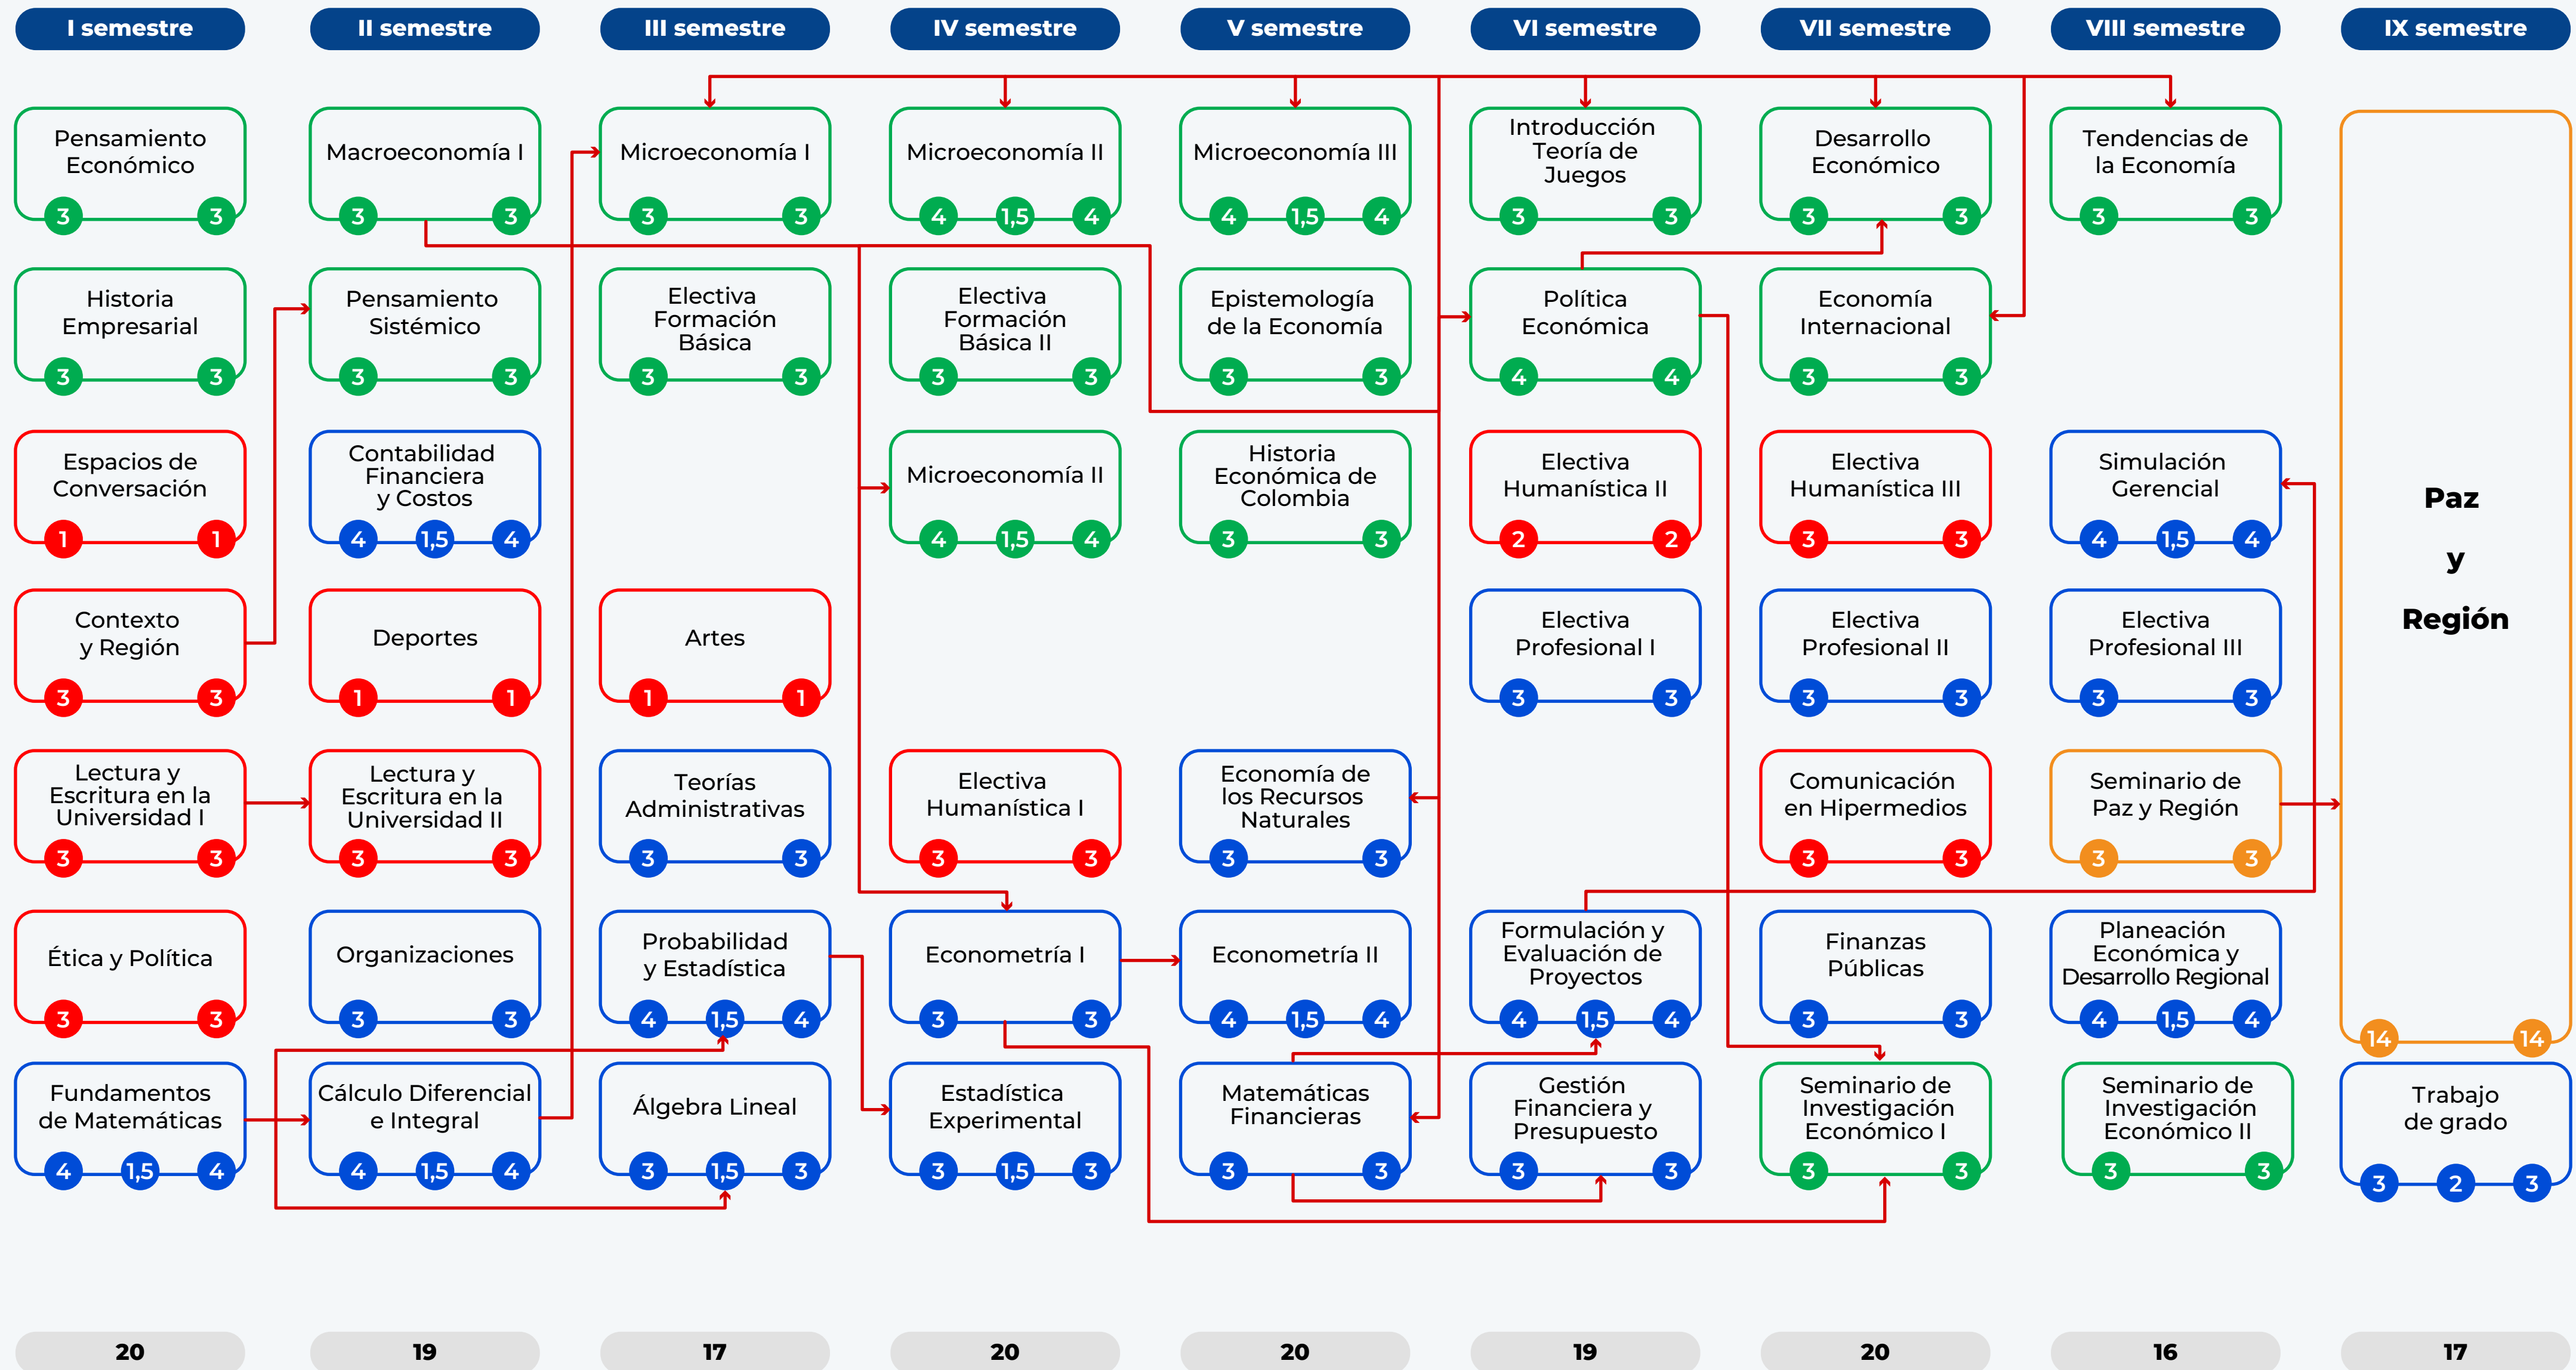 I semestre
II semestre
III semestre
IV semestre
V semestre
VI semestre
VII semestre
VIII semestre
IX semestre
Pensamiento
Económico
3 3
Macroeconomía I
3 3
Microeconomía I
3 3
Microeconomía II
4 1,5 4
Microeconomía III
4 1,5 4
Introducción
Teoría de
Juegos
3 3
Desarrollo
Económico
3 3
Tendencias de
la Economía
3 3
Historia
Empresarial
3 3
Pensamiento
Sistémico
3 3
Electiva
Formación
Básica
3 3
Electiva
Formación
Básica II
3 3
Epistemología
de la Economía
3 3
Política
Económica
4 4
Economía
Internacional
3 3
Espacios de
Conversación
1 1
Contabilidad
Financiera
y Costos
4 1,5 4
Microeconomía II
4 1,5 4
Historia
Económica de
Colombia
3 3
Electiva
Humanística II
2 2
Electiva
Humanística III
3 3
Simulación
Gerencial
4 1,5 4
Paz
y
Región
14 14
Contexto
y Región
3 3
Deportes
1 1
Artes
1 1
Electiva
Profesional I
3 3
Electiva
Profesional II
3 3
Electiva
Profesional III
3 3
Lectura y
Escritura en la
Universidad I
3 3
Lectura y
Escritura en la
Universidad II
3 3
Teorías
Administrativas
3 3
Electiva
Humanística I
3 3
Economía de
los Recursos
Naturales
3 3
Comunicación
en Hipermedios
3 3
Seminario de
Paz y Región
3 3
Ética y Política
3 3
Organizaciones
3 3
Probabilidad
y Estadística
4 1,5 4
Econometría I
3 3
Econometría II
4 1,5 4
Formulación y
Evaluación de
Proyectos
4 1,5 4
Finanzas
Públicas
3 3
Planeación
Económica y
Desarrollo Regional
4 1,5 4
Fundamentos
de Matemáticas
4 1,5 4
Cálculo Diferencial
e Integral
4 1,5 4
Álgebra Lineal
3 1,5 3
Estadística
Experimental
3 1,5 3
Matemáticas
Financieras
3 3
Gestión
Financiera y
Presupuesto
3 3
Seminario de
Investigación
Económico I
3 3
Seminario de
Investigación
Económico II
3 3
Trabajo
de grado
3 2 3
20
19
17
20
20
19
20
16
17